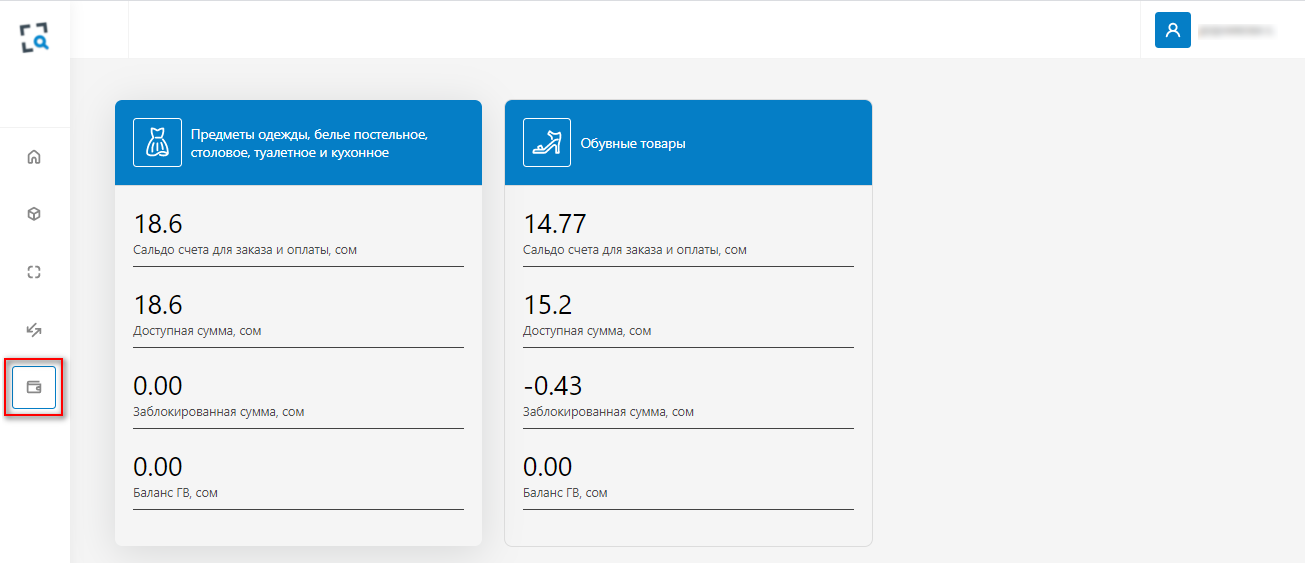 Предметы одежды, белье постельное,
столовое, туалетное и кухонное
18.6
Сальдо счета для заказа и оплаты, сом
18.6
Доступная сумма, сом
0.00
Заблокированная сумма, сом
0.00
Баланс ГВ, сом
Обувные товары
14.77
Сальдо счета для заказа и оплаты, сом
15.2
Доступная сумма, сом
-0.43
Заблокированная сумма, сом
0.00
Баланс ГВ, сом